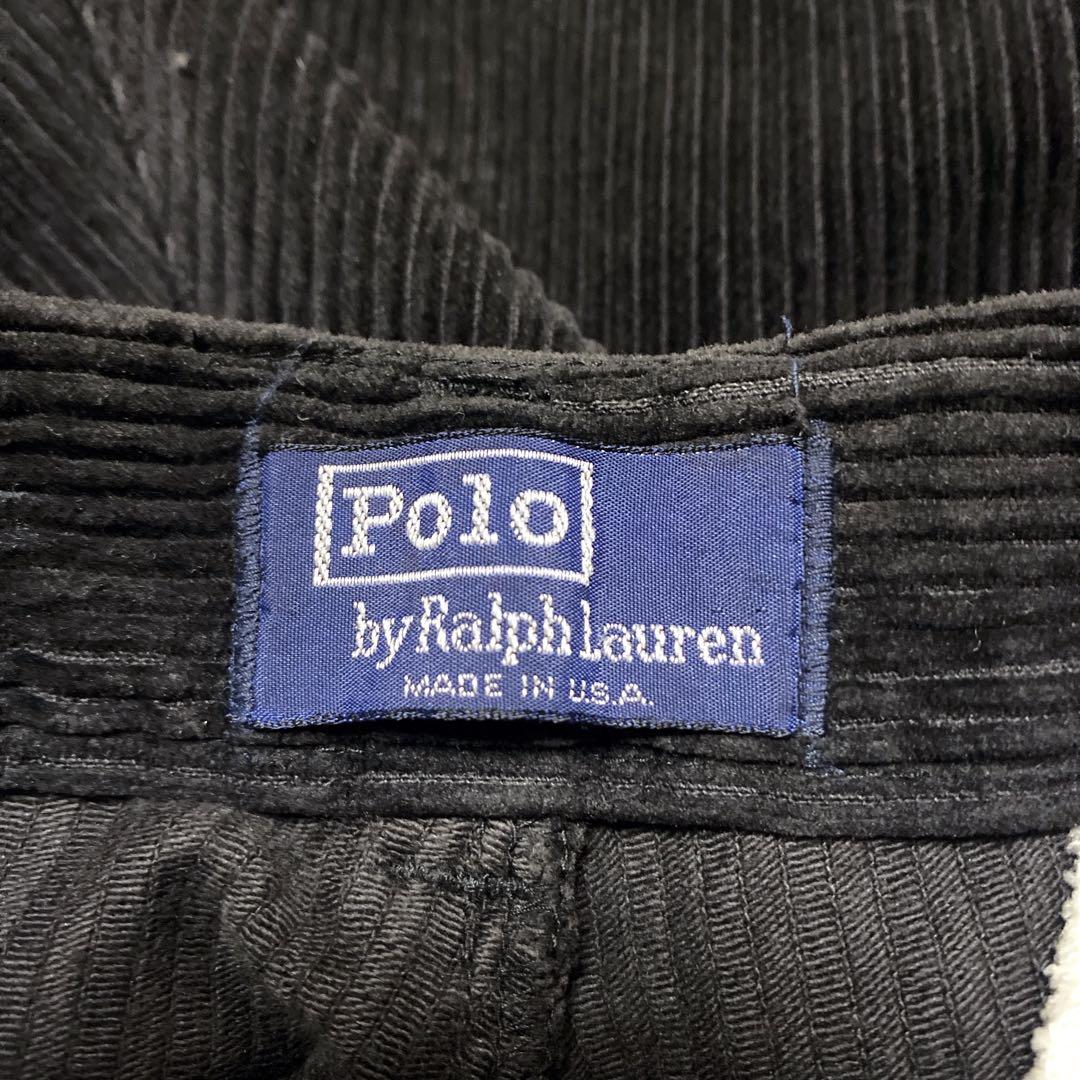 Polo
by Ralph Lauren
MADE IN U.S.A.